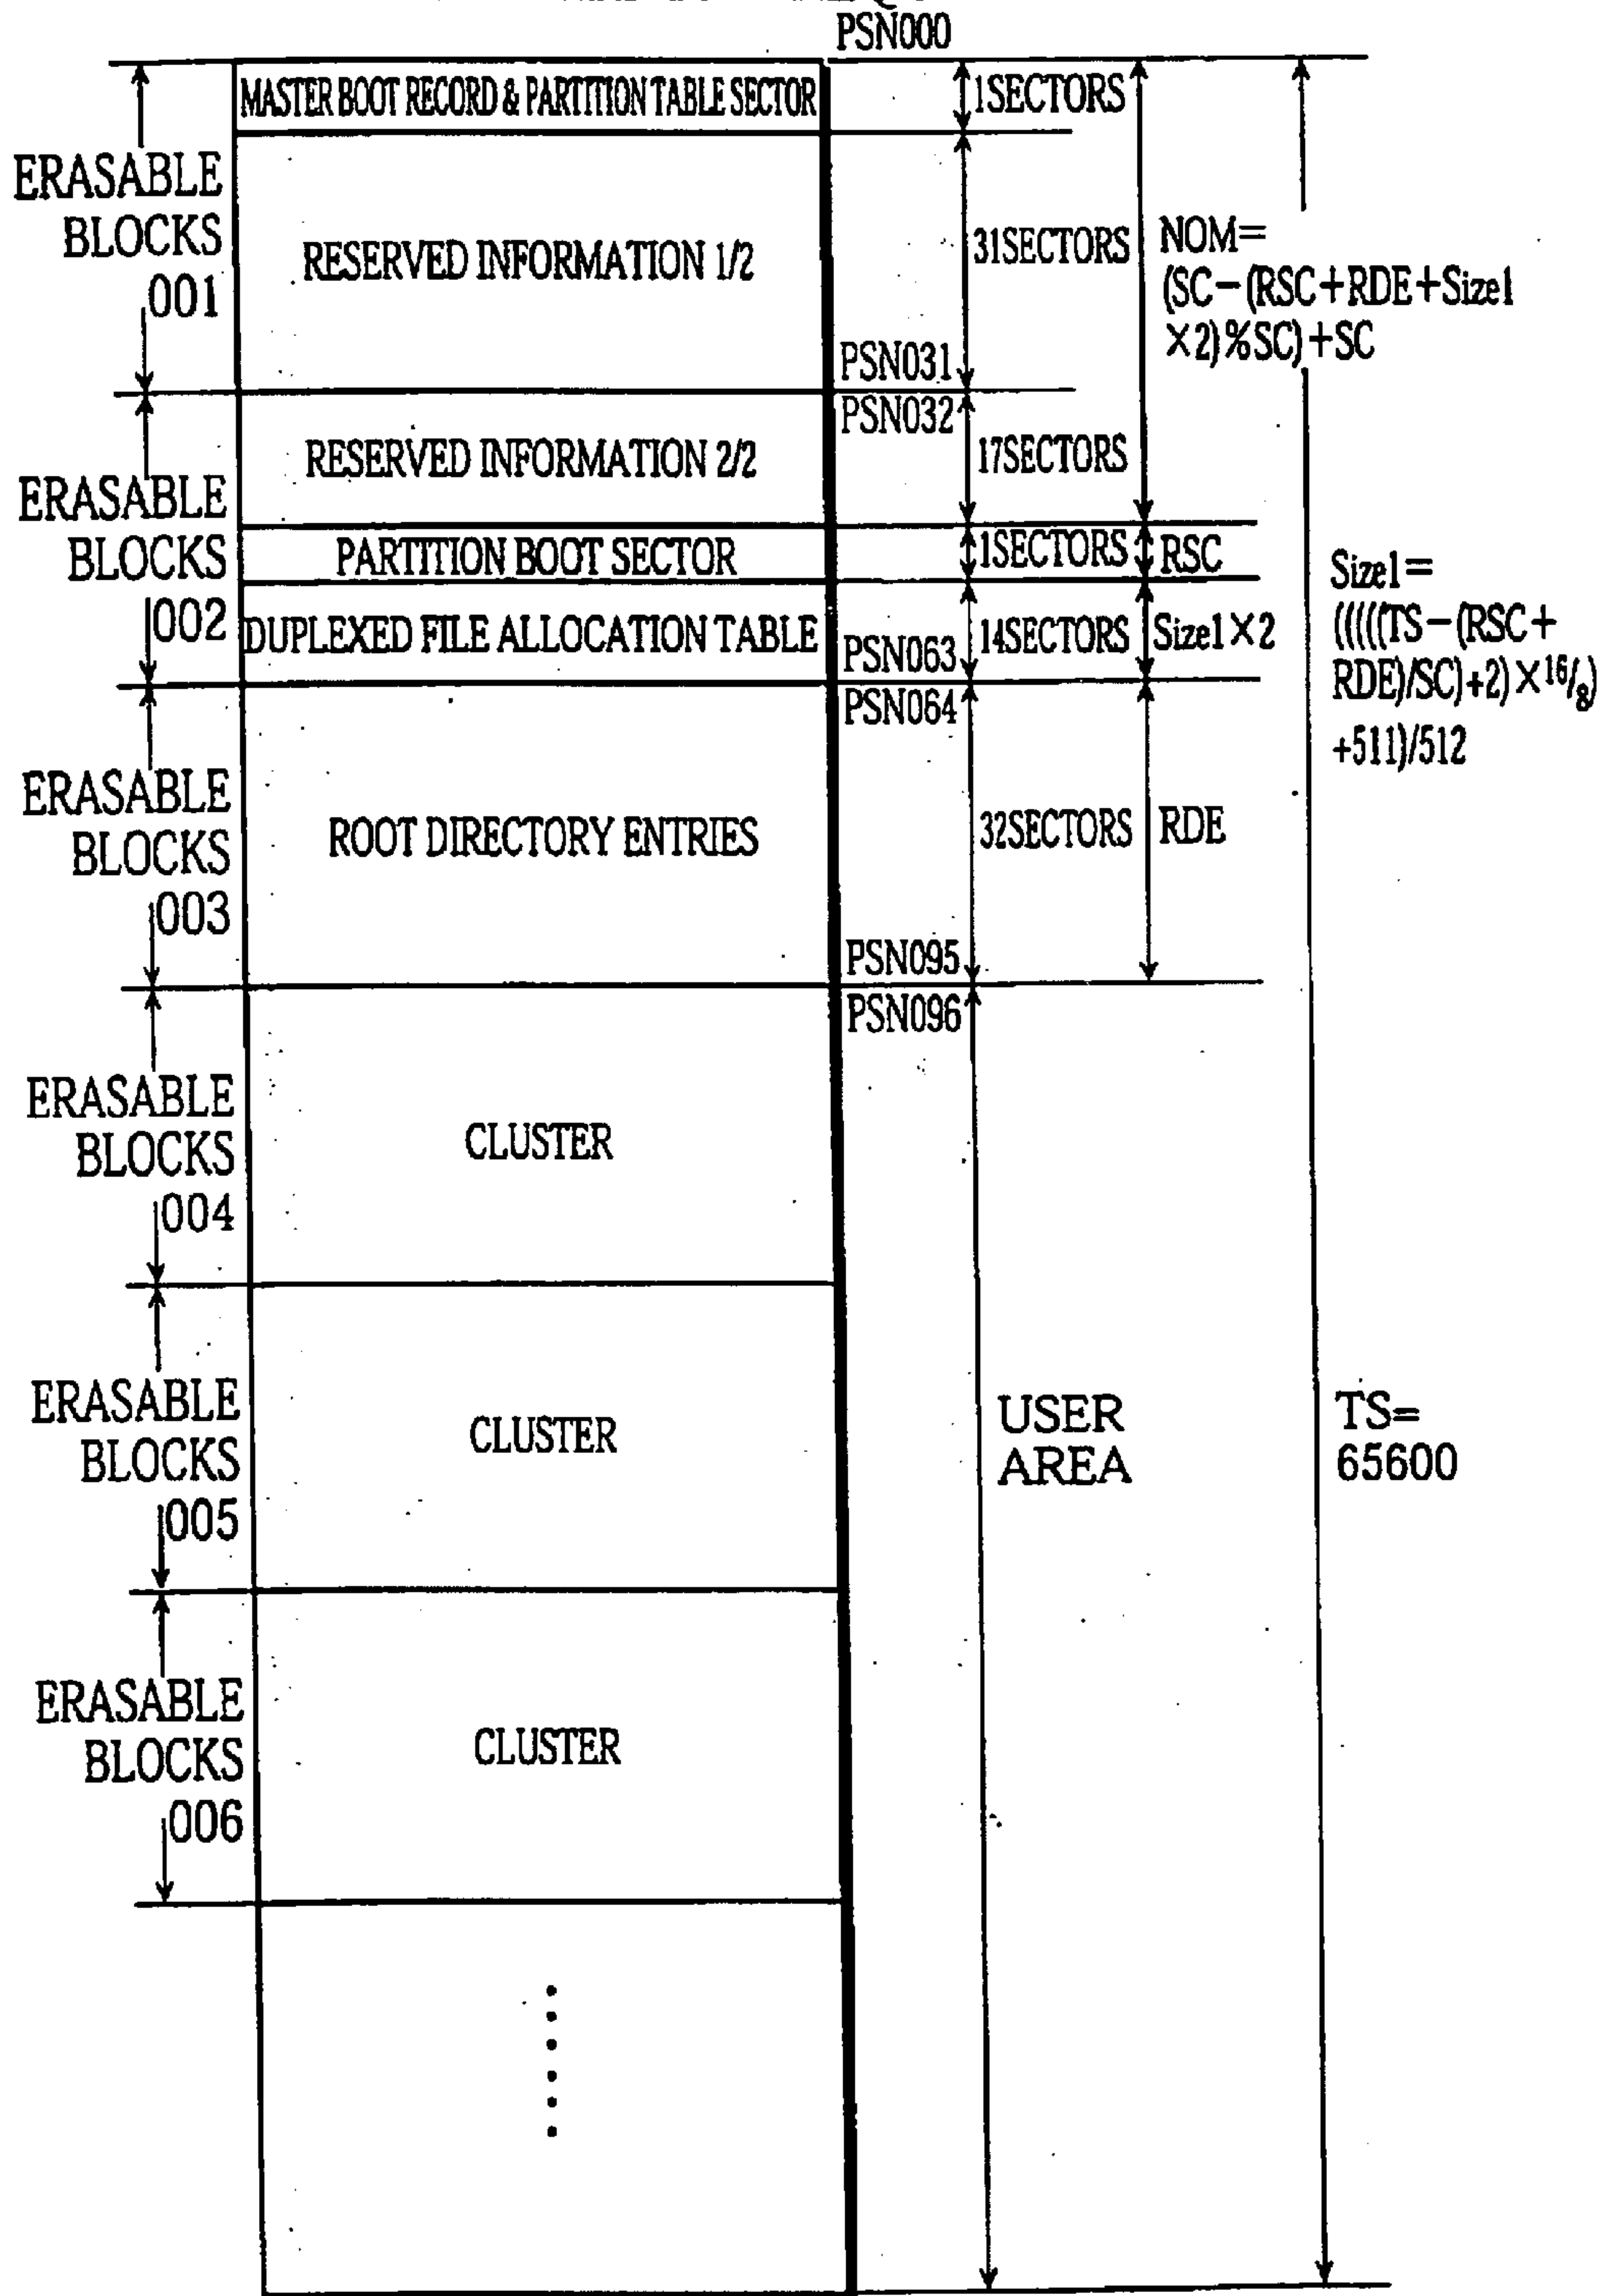 PSN000
MASTER BOOT RECORD & PARTITION TABLE SECTOR
1SECTORS
ERASABLE
BLOCKS
001
RESERVED INFORMATION 1/2
31SECTORS
NOM=
(SC-(RSC+RDE+Size1
×2)%SC)+SC
PSN031
PSN032
RESERVED INFORMATION 2/2
17SECTORS
ERASABLE
BLOCKS
002
PARTITION BOOT SECTOR
1SECTORS
RSC
DUPLEXED FILE ALLOCATION TABLE
PSN063
14SECTORS
Size1×2
Size1=
(((((TS-(RSC+
RDE)/SC)+2)×16/8)
+511)/512
PSN064
ERASABLE
BLOCKS
003
ROOT DIRECTORY ENTRIES
32SECTORS
RDE
PSN095
PSN096
ERASABLE
BLOCKS
004
CLUSTER
ERASABLE
BLOCKS
005
CLUSTER
USER
AREA
TS=
65600
ERASABLE
BLOCKS
006
CLUSTER